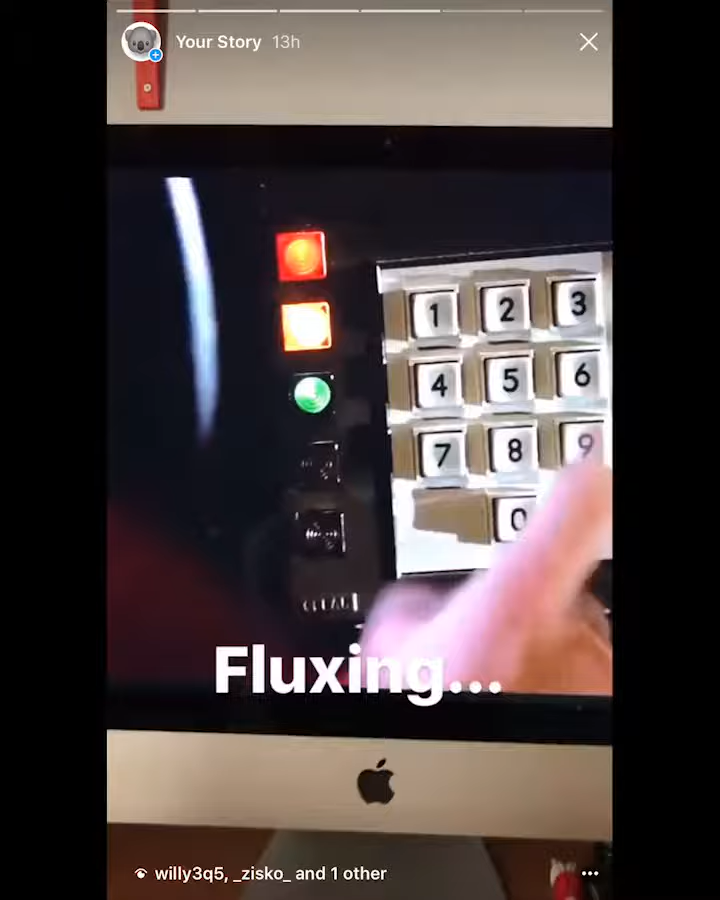 Your Story 13h
1 2 3
4 5 6
7 8 9
0
CLEAR
Fluxing...
willy3q5, _zisko_ and 1 other